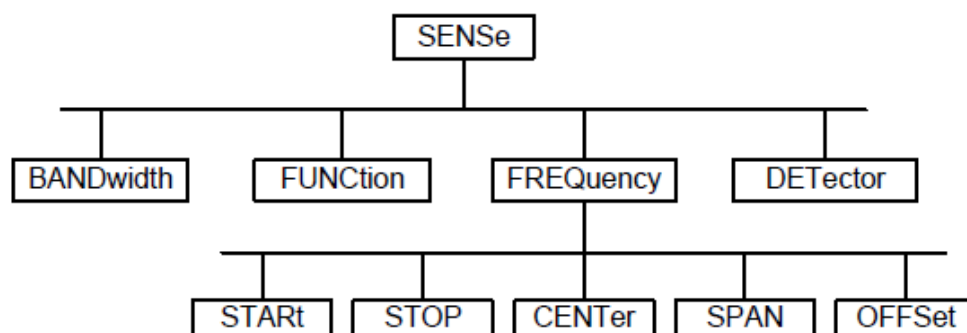 SENSe
BANDwidth FUNCtion FREQuency DETector
STARt STOP CENTer SPAN OFFSet